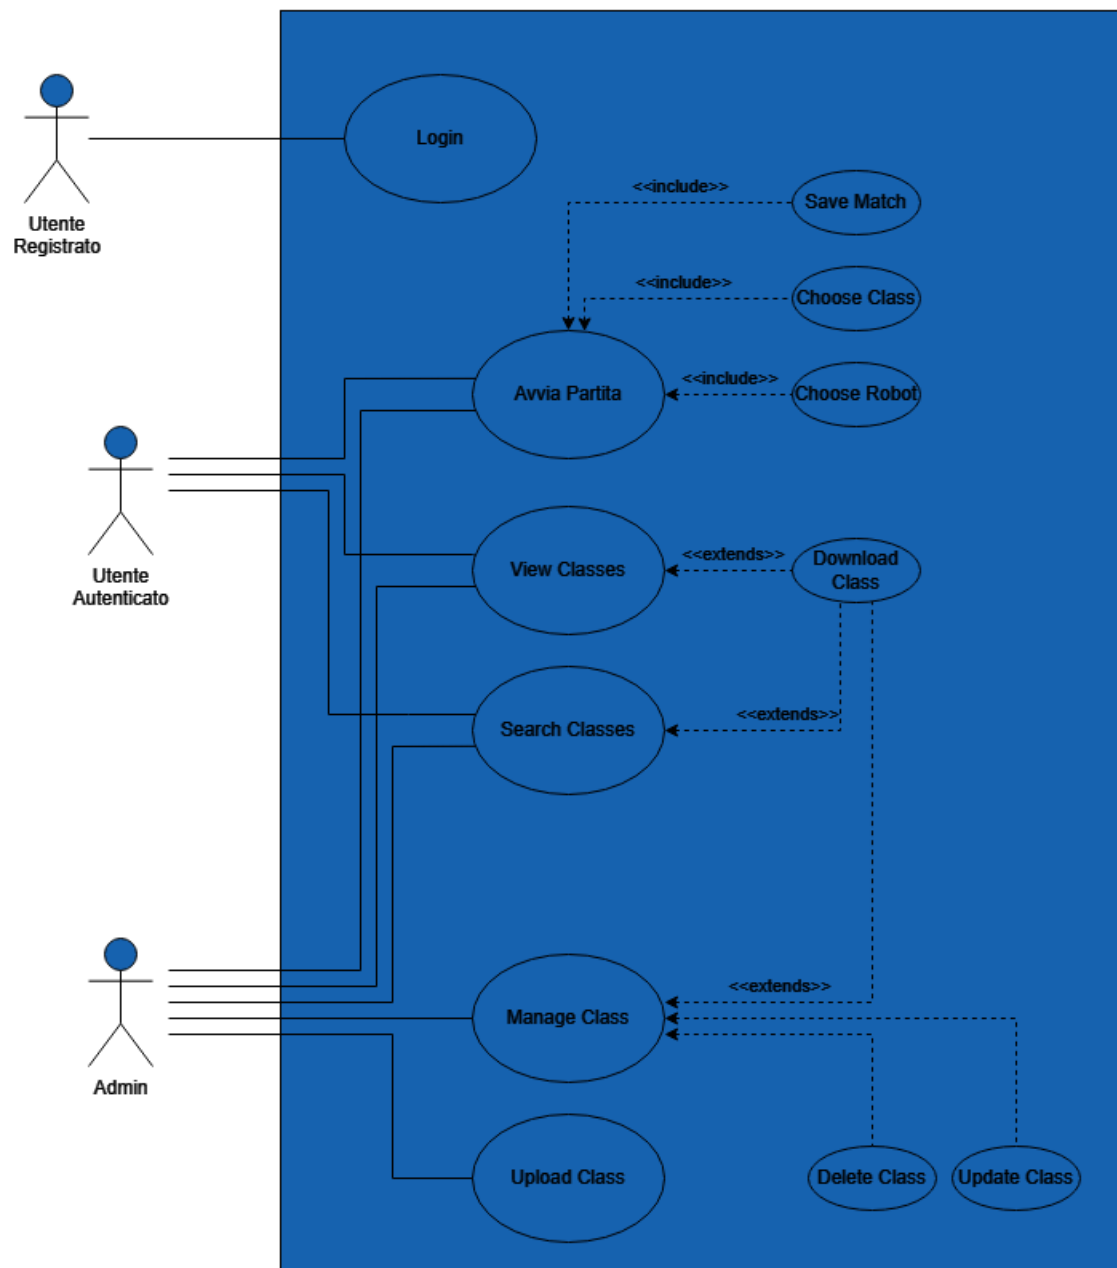 Login
Utente
Registrato
<<include>>
Save Match
<<include>>
Choose Class
Avvia Partita
<<include>>
Choose Robot
Utente
Autenticato
View Classes
<<extends>>
Download
Class
Search Classes
<<extends>>
Admin
Manage Class
<<extends>>
Upload Class
Delete Class
Update Class